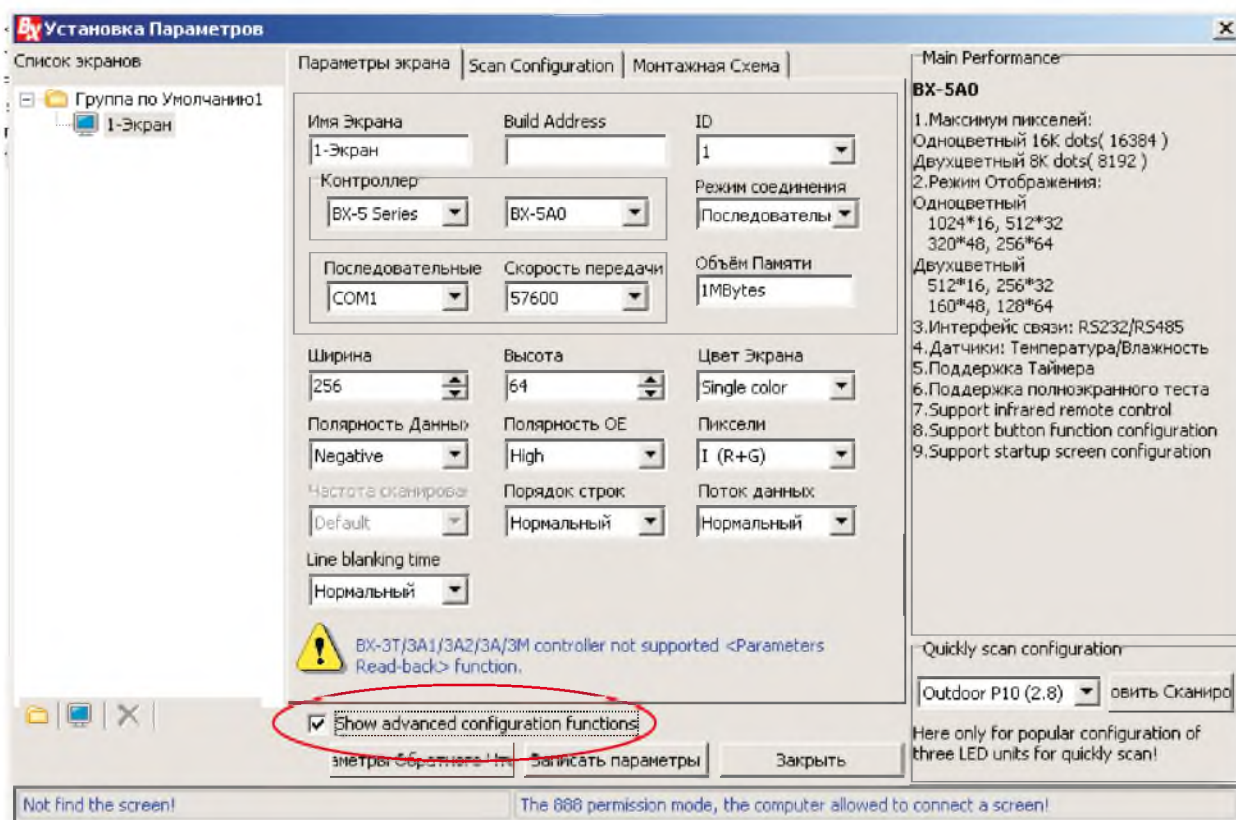 BX Установка Параметров
Список экранов
Группа по Умолчанию1
1-Экран
Параметры экрана
Scan Configuration
Монтажная Схема
Имя Экрана
Build Address
ID
1-Экран
1
Контроллер
Режим соединения
BX-5 Series
BX-5A0
Последователы
Последовательные
Скорость передачи
Объём Памяти
COM1
57600
1MBytes
Ширина
Высота
Цвет Экрана
256
64
Single color
Полярность Данных
Полярность OE
Пиксели
Negative
High
I (R+G)
Частота сканирова
Порядок строк
Поток данных
Default
Нормальный
Нормальный
Line blanking time
Нормальный
BX-3T/3A1/3A2/3A/3M controller not supported <Parameters
Read-back> function.
Show advanced configuration functions
аметры Обратного Чте
Записать параметры
Закрыть
Main Performance
BX-5A0
1.Максимум пикселей:
Одноцветный 16K dots( 16384 )
Двухцветный 8K dots( 8192 )
2.Режим Отображения:
Одноцветный
1024*16, 512*32
320*48, 256*64
Двухцветный
512*16, 256*32
160*48, 128*64
3.Интерфейс связи: RS232/RS485
4.Датчики: Температура/Влажность
5.Поддержка Таймера
6.Поддержка полноэкранного теста
7.Support infrared remote control
8.Support button function configuration
9.Support startup screen configuration
Quickly scan configuration
Outdoor P10 (2.8)
овить Сканиро
Here only for popular configuration of
three LED units for quickly scan!
Not find the screen!
The 888 permission mode, the computer allowed to connect a screen!